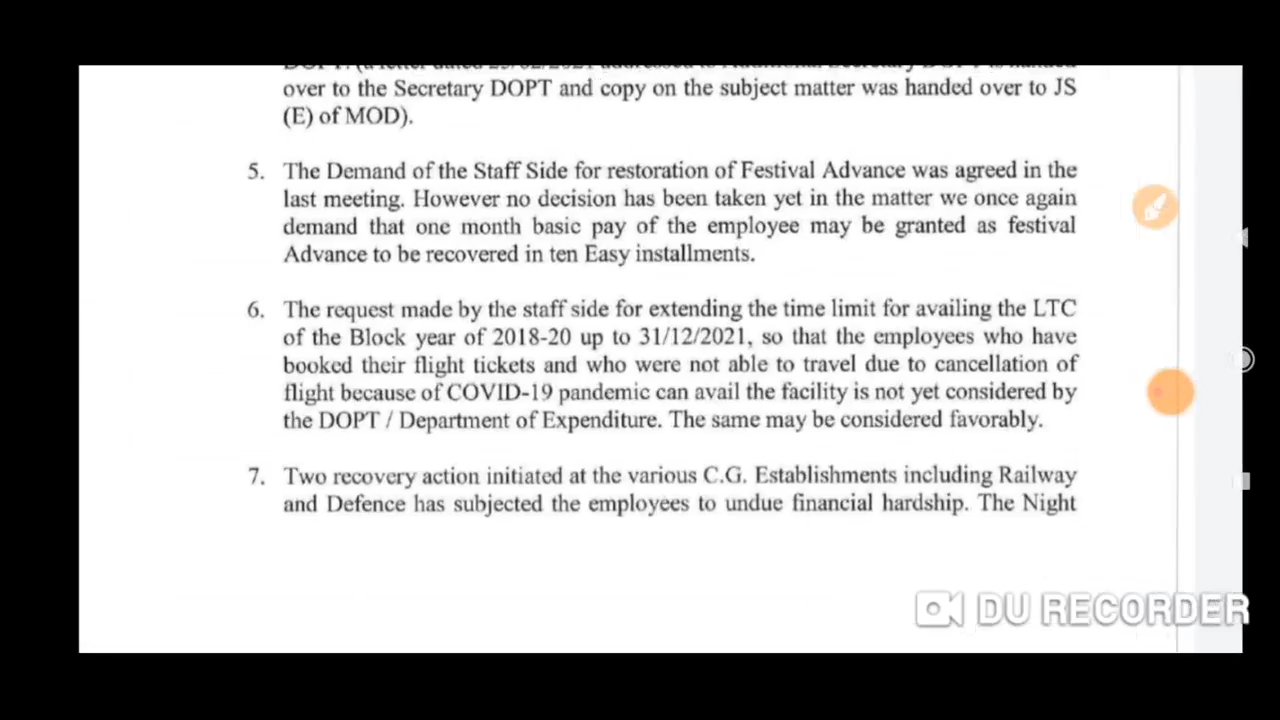 over to the Secretary DOPT and copy on the subject matter was handed over to JS
(E) of MOD).
5. The Demand of the Staff Side for restoration of Festival Advance was agreed in the
last meeting. However no decision has been taken yet in the matter we once again
demand that one month basic pay of the employee may be granted as festival
Advance to be recovered in ten Easy installments.
6. The request made by the staff side for extending the time limit for availing the LTC
of the Block year of 2018-20 up to 31/12/2021, so that the employees who have
booked their flight tickets and who were not able to travel due to cancellation of
flight because of COVID-19 pandemic can avail the facility is not yet considered by
the DOPT / Department of Expenditure. The same may be considered favorably.
7. Two recovery action initiated at the various C.G. Establishments including Railway
and Defence has subjected the employees to undue financial hardship. The Night
DU RECORDER